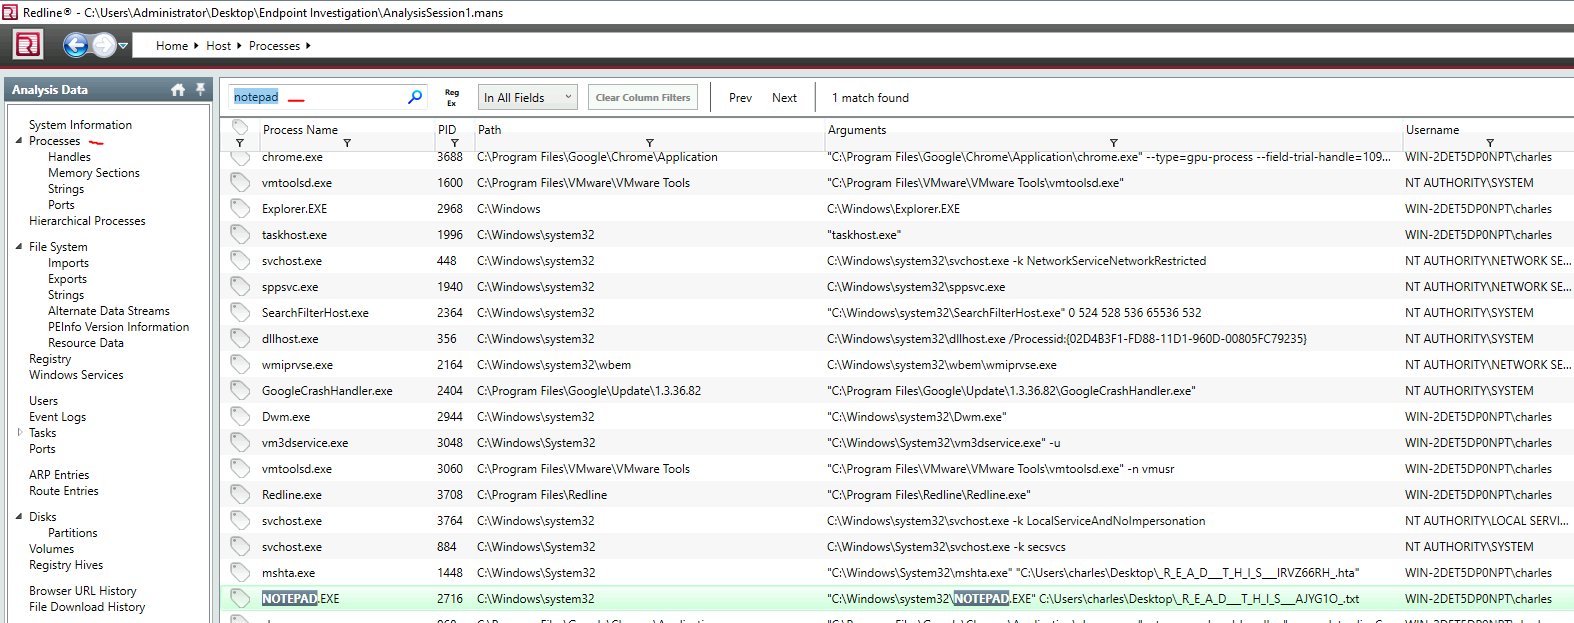 Redline® - C:\Users\Administrator\Desktop\Endpoint Investigation\AnalysisSession1.mans
R Home Host Processes
Analysis Data
System Information
Processes
Handles
Memory Sections
Strings
Ports
Hierarchical Processes
File System
Imports
Exports
Strings
Alternate Data Streams
PEInfo Version Information
Resource Data
Registry
Windows Services
Users
Event Logs
Tasks
Ports
ARP Entries
Route Entries
Disks
Partitions
Volumes
Registry Hives
Browser URL History
File Download History
notepad Reg Ex In All Fields Clear Column Filters Prev Next 1 match found
Process Name PID Path Arguments Username
chrome.exe 3688 C:\Program Files\Google\Chrome\Application "C:\Program Files\Google\Chrome\Application\chrome.exe" --type=gpu-process --field-trial-handle=109... WIN-2DET5DP0NPT\charles
vmtoolsd.exe 1600 C:\Program Files\VMware\VMware Tools "C:\Program Files\VMware\VMware Tools\vmtoolsd.exe" NT AUTHORITY\SYSTEM
Explorer.EXE 2968 C:\Windows C:\Windows\Explorer.EXE WIN-2DET5DP0NPT\charles
taskhost.exe 1996 C:\Windows\system32 "taskhost.exe" WIN-2DET5DP0NPT\charles
svchost.exe 448 C:\Windows\system32 C:\Windows\system32\svchost.exe -k NetworkServiceNetworkRestricted NT AUTHORITY\NETWORK SE...
sppsvc.exe 1940 C:\Windows\system32 C:\Windows\system32\sppsvc.exe NT AUTHORITY\NETWORK SE...
SearchFilterHost.exe 2364 C:\Windows\system32 "C:\Windows\system32\SearchFilterHost.exe" 0 524 528 536 65536 532 NT AUTHORITY\SYSTEM
dllhost.exe 356 C:\Windows\system32 C:\Windows\system32\dllhost.exe /Processid:{02D4B3F1-FD88-11D1-960D-00805FC79235} NT AUTHORITY\SYSTEM
wmiprvse.exe 2164 C:\Windows\system32\wbem C:\Windows\system32\wbem\wmiprvse.exe NT AUTHORITY\NETWORK SE...
GoogleCrashHandler.exe 2404 C:\Program Files\Google\Update\1.3.36.82 "C:\Program Files\Google\Update\1.3.36.82\GoogleCrashHandler.exe" NT AUTHORITY\SYSTEM
Dwm.exe 2944 C:\Windows\system32 "C:\Windows\system32\Dwm.exe" WIN-2DET5DP0NPT\charles
vm3dservice.exe 3048 C:\Windows\System32 "C:\Windows\System32\vm3dservice.exe" -u WIN-2DET5DP0NPT\charles
vmtoolsd.exe 3060 C:\Program Files\VMware\VMware Tools "C:\Program Files\VMware\VMware Tools\vmtoolsd.exe" -n vmusr WIN-2DET5DP0NPT\charles
Redline.exe 3708 C:\Program Files\Redline "C:\Program Files\Redline\Redline.exe" WIN-2DET5DP0NPT\charles
svchost.exe 3764 C:\Windows\system32 C:\Windows\system32\svchost.exe -k LocalServiceAndNoImpersonation NT AUTHORITY\LOCAL SERVI...
svchost.exe 884 C:\Windows\System32 C:\Windows\System32\svchost.exe -k secsvcs NT AUTHORITY\SYSTEM
mshta.exe 1448 C:\Windows\System32 "C:\Windows\System32\mshta.exe" "C:\Users\charles\Desktop\_R_E_A_D___T_H_I_S___IRVZ66RH_.hta" WIN-2DET5DP0NPT\charles
NOTEPAD.EXE 2716 C:\Windows\system32 "C:\Windows\system32\NOTEPAD.EXE" C:\Users\charles\Desktop\_R_E_A_D___T_H_I_S___AJYG1O_.txt WIN-2DET5DP0NPT\charles